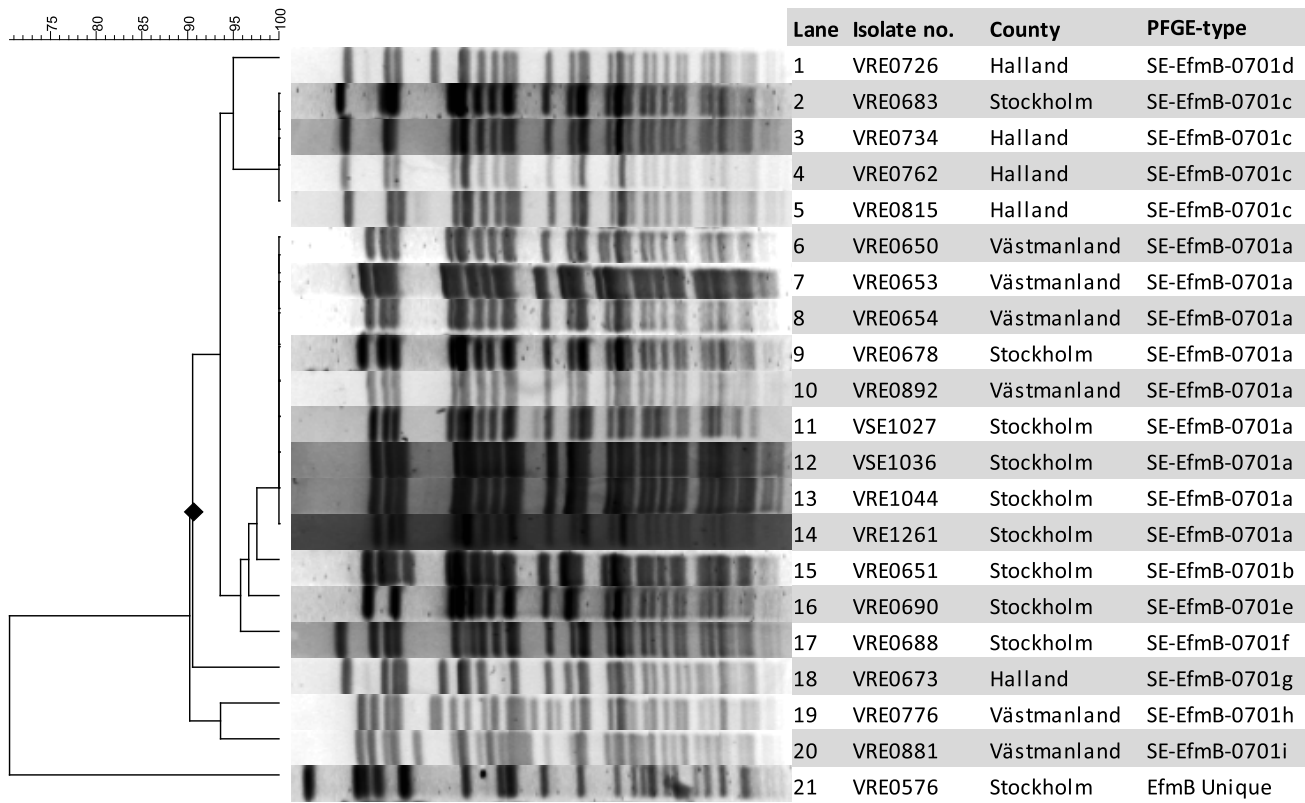 75 80 85 90 95 100
Lane Isolate no. County PFGE-type
1 VRE0726 Halland SE-EfmB-0701d
2 VRE0683 Stockholm SE-EfmB-0701c
3 VRE0734 Halland SE-EfmB-0701c
4 VRE0762 Halland SE-EfmB-0701c
5 VRE0815 Halland SE-EfmB-0701c
6 VRE0650 Västmanland SE-EfmB-0701a
7 VRE0653 Västmanland SE-EfmB-0701a
8 VRE0654 Västmanland SE-EfmB-0701a
9 VRE0678 Stockholm SE-EfmB-0701a
10 VRE0892 Västmanland SE-EfmB-0701a
11 VSE1027 Stockholm SE-EfmB-0701a
12 VSE1036 Stockholm SE-EfmB-0701a
13 VRE1044 Stockholm SE-EfmB-0701a
14 VRE1261 Stockholm SE-EfmB-0701a
15 VRE0651 Stockholm SE-EfmB-0701b
16 VRE0690 Stockholm SE-EfmB-0701e
17 VRE0688 Stockholm SE-EfmB-0701f
18 VRE0673 Halland SE-EfmB-0701g
19 VRE0776 Västmanland SE-EfmB-0701h
20 VRE0881 Västmanland SE-EfmB-0701i
21 VRE0576 Stockholm EfmB Unique